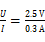 U/I = 2.5 V/0.3 A